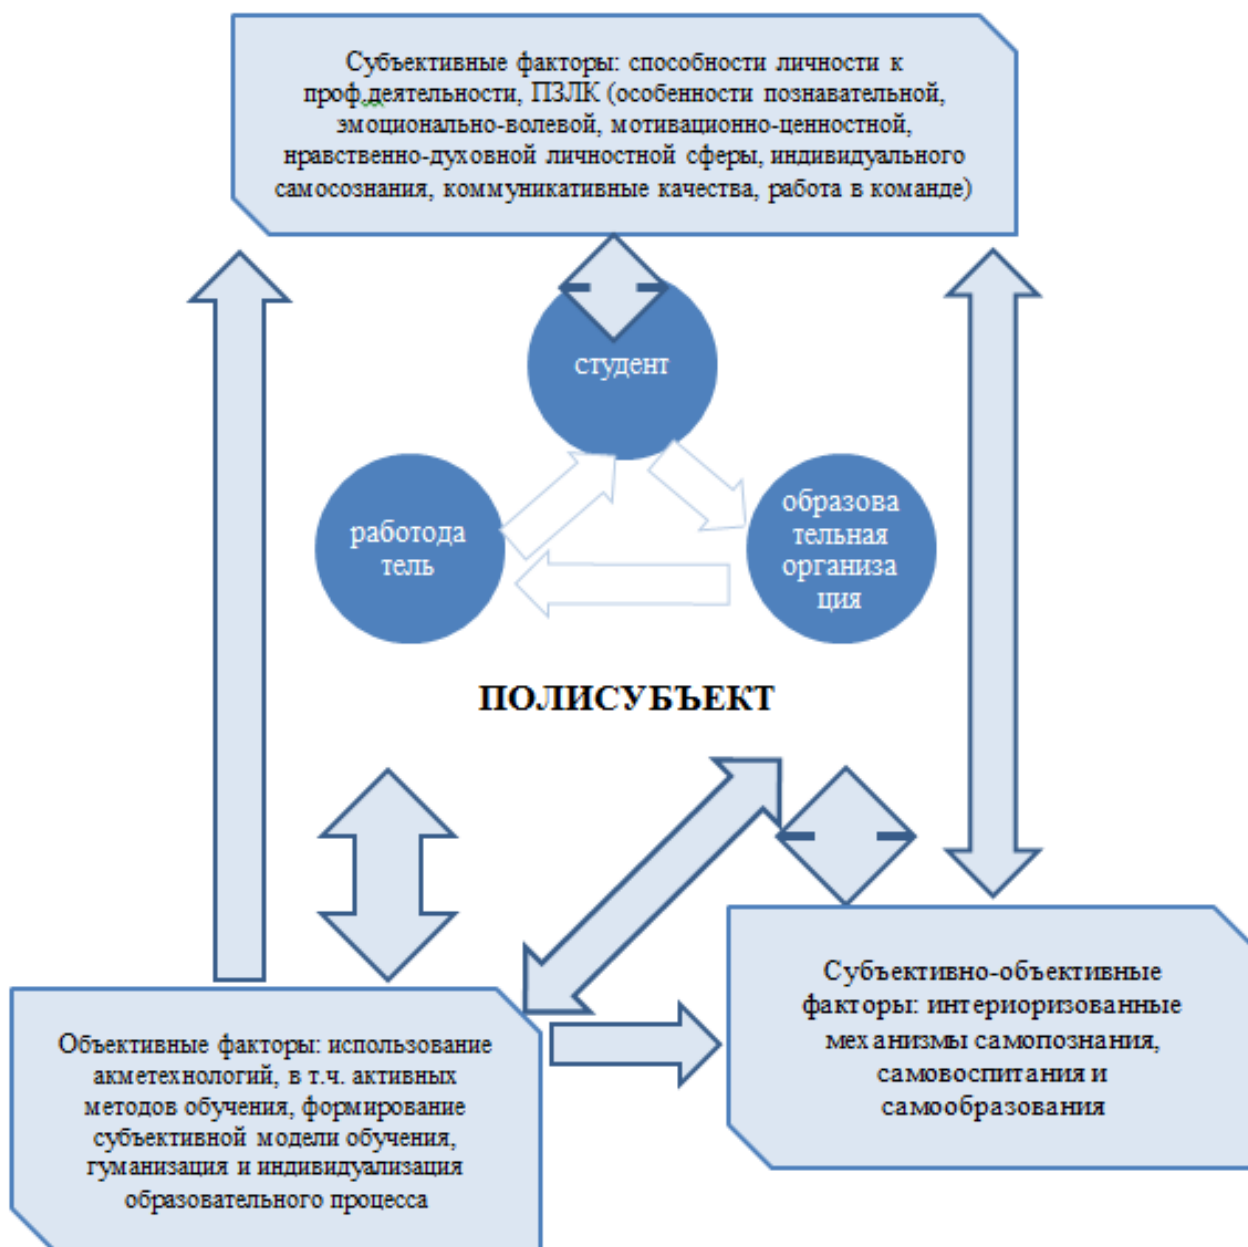 Субъективные факторы: способности личности к
проф.деятельности, ПЗЛК (особенности познавательной,
эмоционально-волевой, мотивационно-ценностной,
нравственно-духовной личностной сферы, индивидуального
самосознания, коммуникативные качества, работа в команде)
студент
работода
тель
образова
тельная
организа
ция
ПОЛИСУБЪЕКТ
Объективные факторы: использование
акметехнологий, в т.ч. активных
методов обучения, формирование
субъективной модели обучения,
гуманизация и индивидуализация
образовательного процесса
Субъективно-объективные
факторы: интериоризованные
механизмы самопознания,
самовоспитания и
самообразования